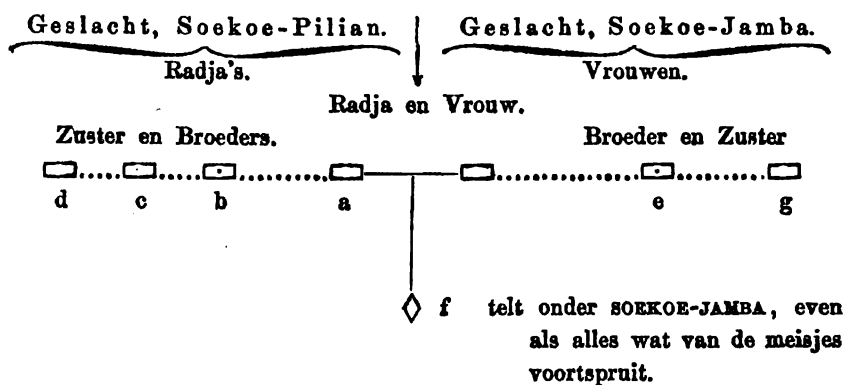 Geslacht, Soekoe-Pilian. Geslacht, Soekoe-Jamba.
Radja's. Vrouwen.
Radja en Vrouw.
Zuster en Broeders. Broeder en Zuster
d c b a e g
f telt onder SOEKOE-JAMBA, even
als alles wat van de meisjes
voortspruit.